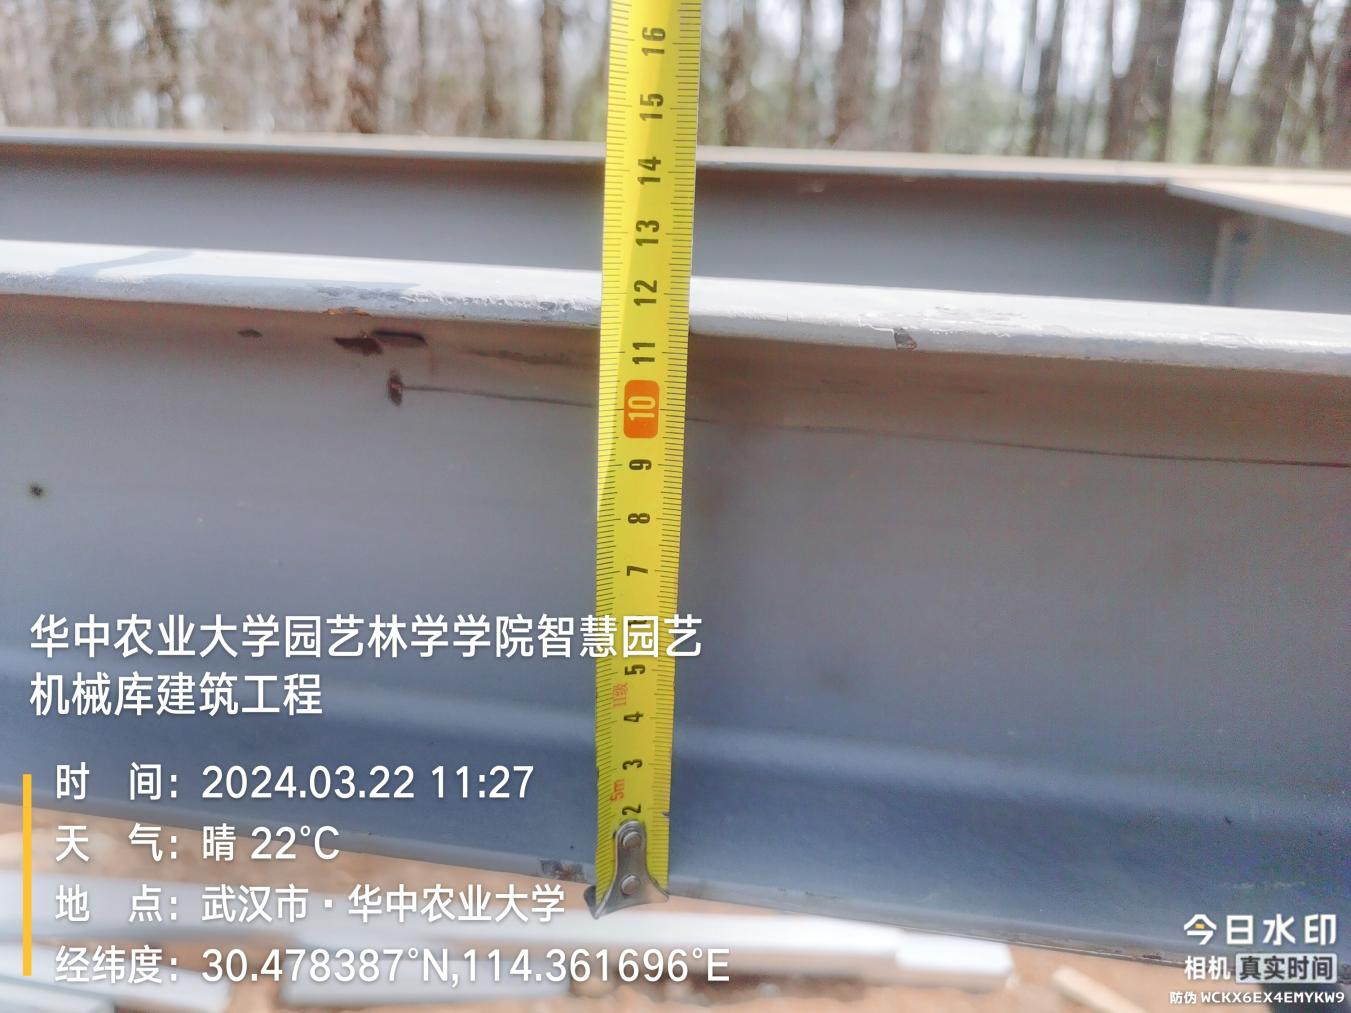 16
15
14
13
12
11
10
9
8
7
5
II级
4
3
5m
2
华中农业大学园艺林学学院智慧园艺
机械库建筑工程
时 间：2024.03.22 11:27
天 气：晴 22°C
地 点：武汉市·华中农业大学
经纬度：30.478387°N,114.361696°E
今日水印
相机 真实时间
防伪 WCKX6EX4EMYKW9